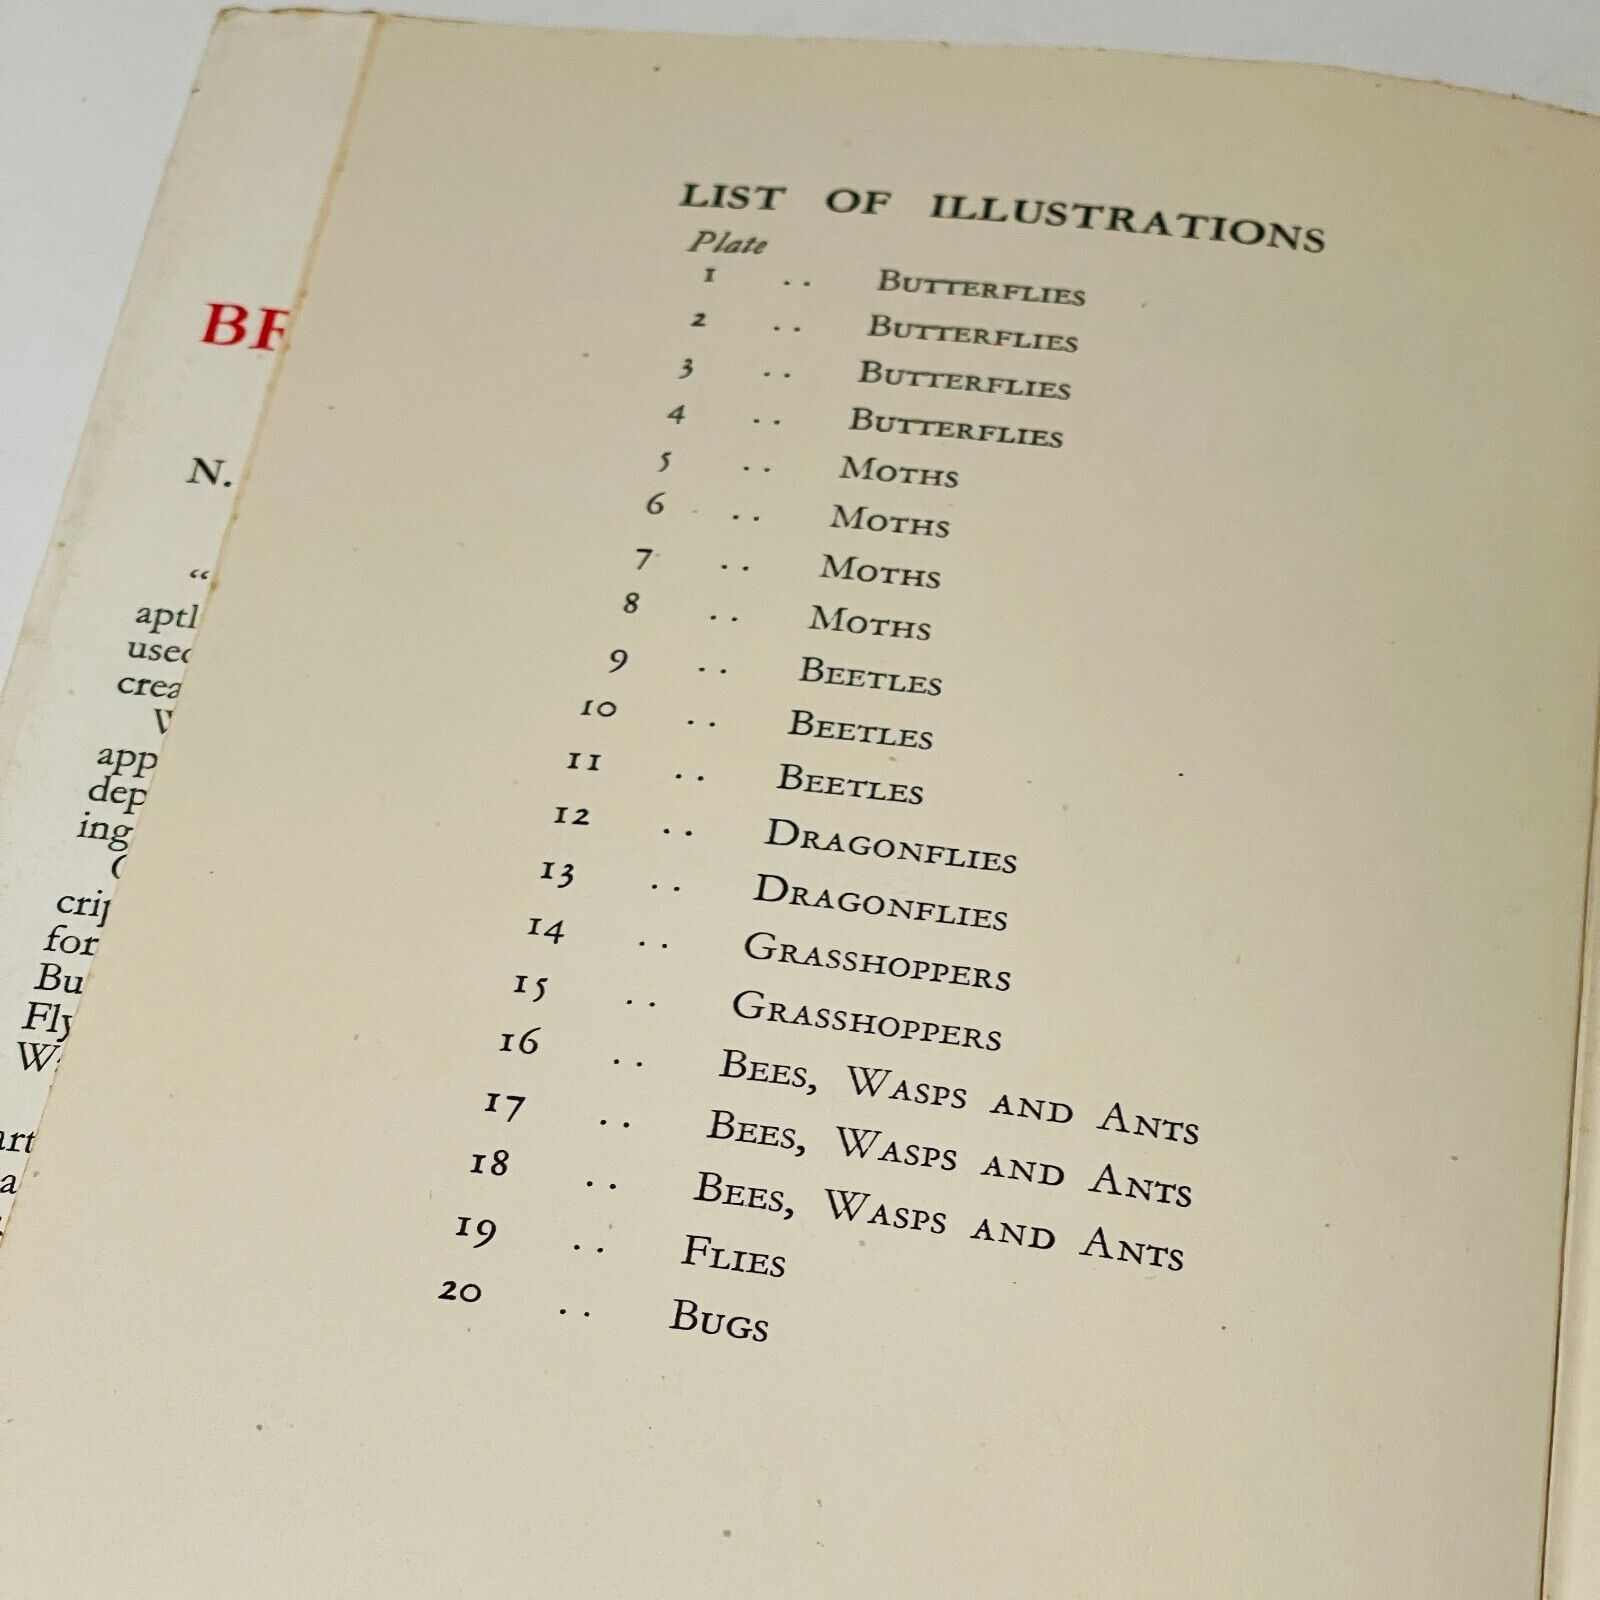 LIST OF ILLUSTRATIONS
Plate
1 .. BUTTERFLIES
2 .. BUTTERFLIES
3 .. BUTTERFLIES
4 .. BUTTERFLIES
5 .. MOTHS
6 .. MOTHS
7 .. MOTHS
8 .. MOTHS
9 .. BEETLES
10 .. BEETLES
11 .. BEETLES
12 .. DRAGONFLIES
13 .. DRAGONFLIES
14 .. GRASSHOPPERS
15 .. GRASSHOPPERS
16 .. BEES, WASPS AND ANTS
17 .. BEES, WASPS AND ANTS
18 .. BEES, WASPS AND ANTS
19 .. FLIES
20 .. BUGS
N.
for